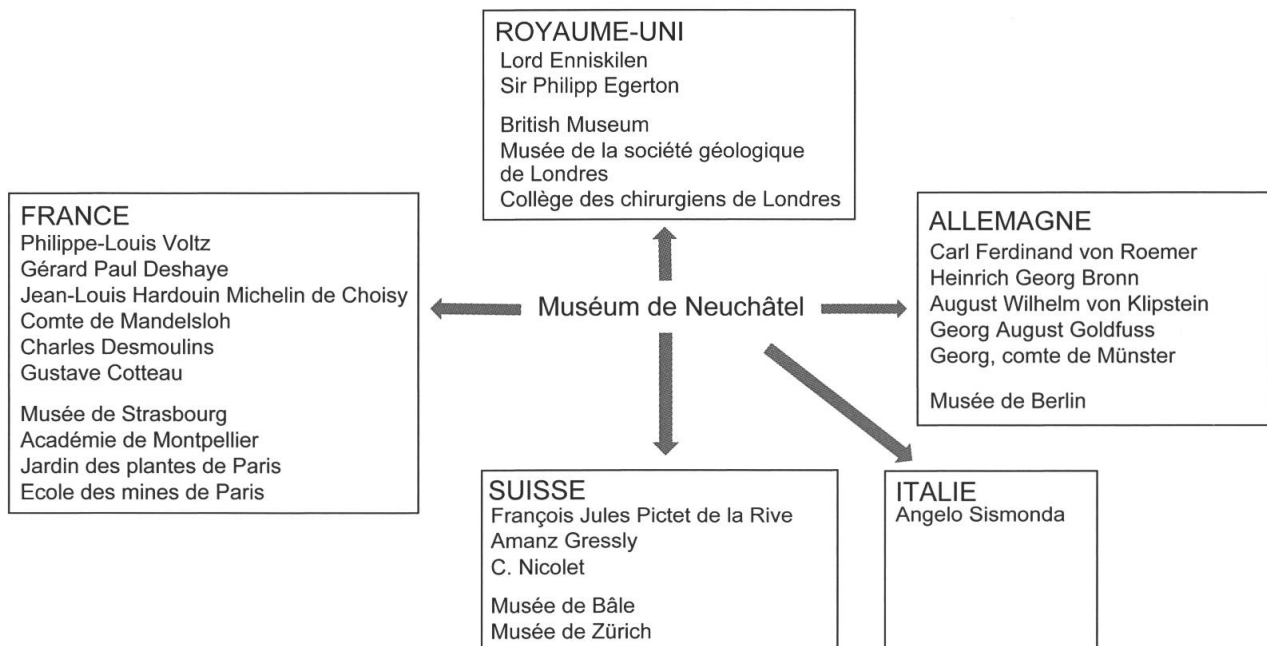 ROYAUME-UNI
Lord Enniskilen
Sir Philipp Egerton
British Museum
Musée de la société géologique
de Londres
Collège des chirurgiens de Londres
FRANCE
Philippe-Louis Voltz
Gérard Paul Deshaye
Jean-Louis Hardouin Michelin de Choisy
Comte de Mandelsloh
Charles Desmoulins
Gustave Cotteau
Musée de Strasbourg
Académie de Montpellier
Jardin des plantes de Paris
Ecole des mines de Paris
Muséum de Neuchâtel
ALLEMAGNE
Carl Ferdinand von Roemer
Heinrich Georg Bronn
August Wilhelm von Klipstein
Georg August Goldfuss
Georg, comte de Münster
Musée de Berlin
SUISSE
François Jules Pictet de la Rive
Amanz Gressly
C. Nicolet
Musée de Bâle
Musée de Zürich
ITALIE
Angelo Sismonda